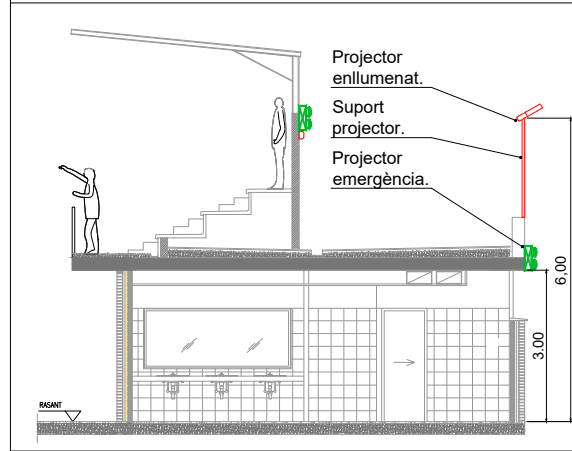 Projector
enllumenat.
Suport
projector.
Projector
emergència.
6,00
3.00
RASANT